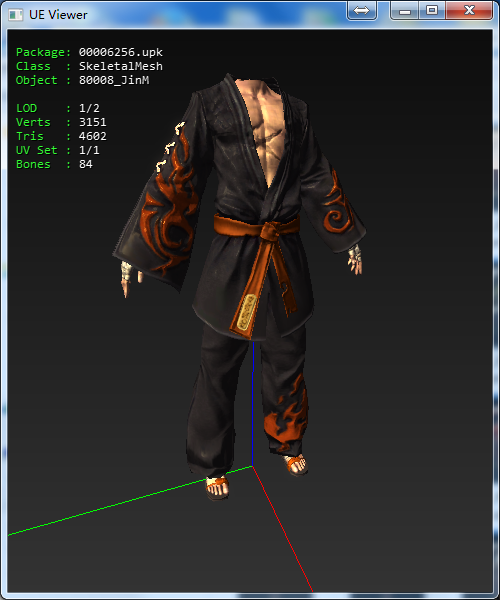 UE Viewer
Package: 00006256.upk
Class : SkeletalMesh
Object : 80008_JinM
LOD : 1/2
Verts : 3151
Tris : 4602
UV Set : 1/1
Bones : 84